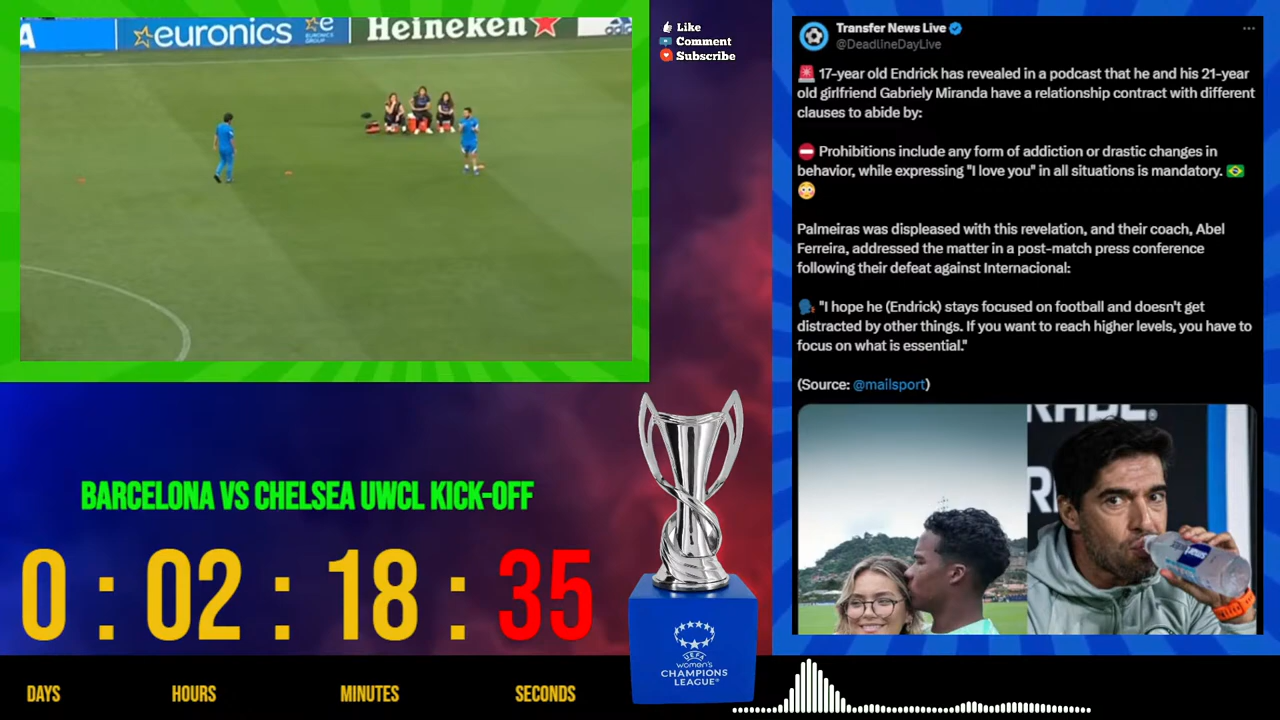 euronics
e
EURONICS
GROUP
Heineken
adidas
Like
Comment
Subscribe
BARCELONA VS CHELSEA UWCL KICK-OFF
0 : 02 : 18 : 35
DAYS HOURS MINUTES SECONDS
UEFA
women's
CHAMPIONS
LEAGUE
Transfer News Live
@DeadlineDayLive
🚨 17-year old Endrick has revealed in a podcast that he and his 21-year
old girlfriend Gabriely Miranda have a relationship contract with different
clauses to abide by:
⛔ Prohibitions include any form of addiction or drastic changes in
behavior, while expressing "I love you" in all situations is mandatory. 🇧🇷
😳
Palmeiras was displeased with this revelation, and their coach, Abel
Ferreira, addressed the matter in a post-match press conference
following their defeat against Internacional:
🗣️ "I hope he (Endrick) stays focused on football and doesn't get
distracted by other things. If you want to reach higher levels, you have to
focus on what is essential."
(Source: @mailsport)